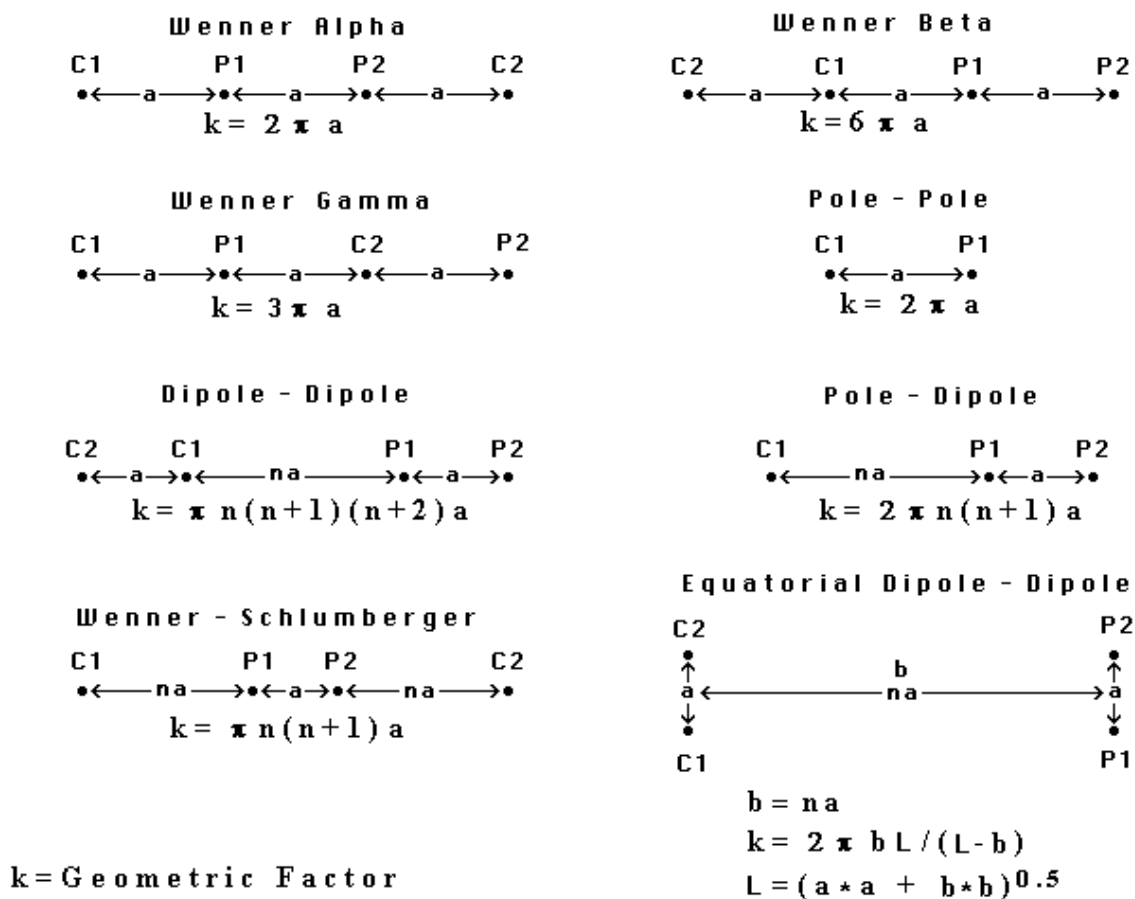 Wenner Alpha
C1 P1 P2 C2
a a a
k = 2 π a
Wenner Beta
C2 C1 P1 P2
a a a
k=6 π a
Wenner Gamma
C1 P1 C2 P2
a a a
k = 3 π a
Pole - Pole
C1 P1
a
k = 2 π a
Dipole - Dipole
C2 C1 P1 P2
a na a
k = π n(n+1)(n+2)a
Pole - Dipole
C1 P1 P2
na a
k = 2 π n(n+1)a
Wenner - Schlumberger
C1 P1 P2 C2
na a na
k = π n(n+1)a
Equatorial Dipole - Dipole
C2 P2
b
a na a
C1 P1
b = na
k = 2 π b L/(L-b)
L = (a*a + b*b)^0.5
k = Geometric Factor